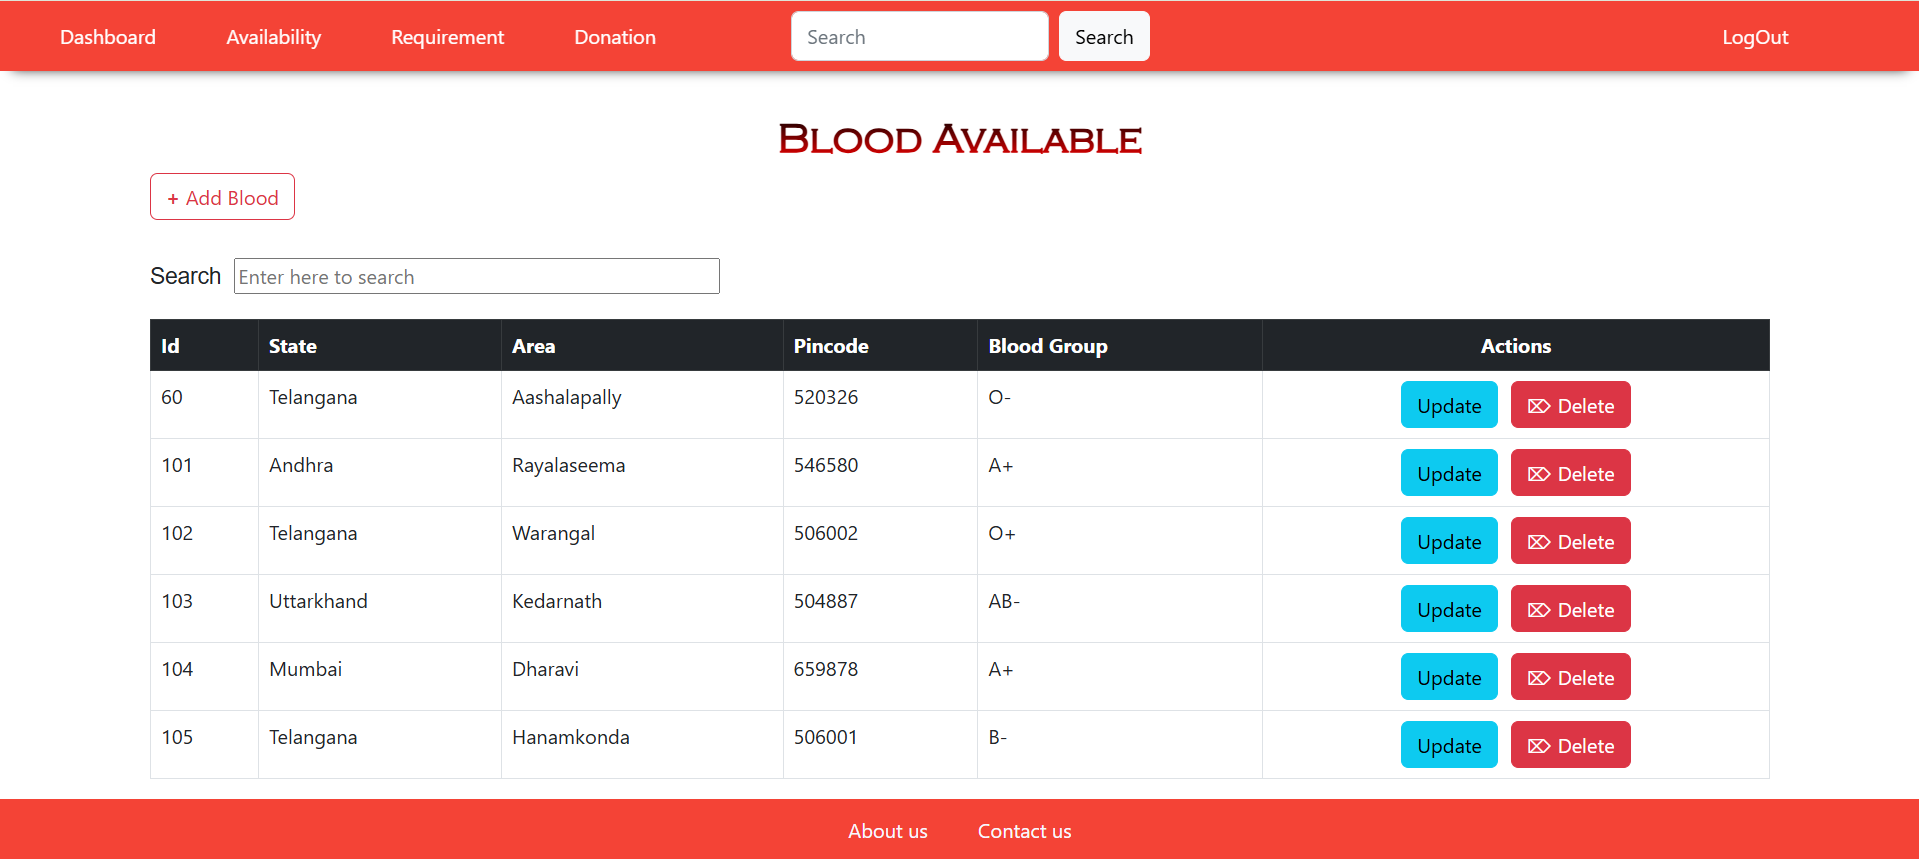 Dashboard Availability Requirement Donation Search Search LogOut
Blood Available
+ Add Blood
Search Enter here to search
Id State Area Pincode Blood Group Actions
60 Telangana Aashalapally 520326 O- Update ⌦ Delete
101 Andhra Rayalaseema 546580 A+ Update ⌦ Delete
102 Telangana Warangal 506002 O+ Update ⌦ Delete
103 Uttarkhand Kedarnath 504887 AB- Update ⌦ Delete
104 Mumbai Dharavi 659878 A+ Update ⌦ Delete
105 Telangana Hanamkonda 506001 B- Update ⌦ Delete
About us Contact us